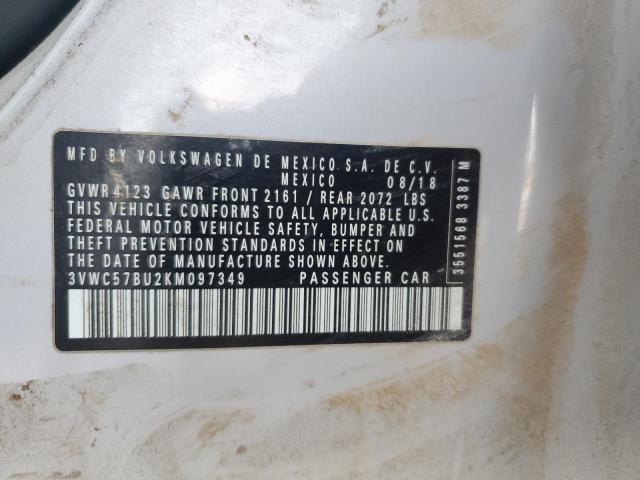 MFD BY VOLKSWAGEN DE MEXICO S.A. DE C.V.
MEXICO 08/18
GVWR 4123 GAWR FRONT 2161 / REAR 2072 LBS
THIS VEHICLE CONFORMS TO ALL APPLICABLE U.S.
FEDERAL MOTOR VEHICLE SAFETY, BUMPER AND
THEFT PREVENTION STANDARDS IN EFFECT ON
THE DATE OF MANUFACTURE SHOWN ABOVE
3VWC57BU2KM097349 PASSENGER CAR
3551568 3387 M